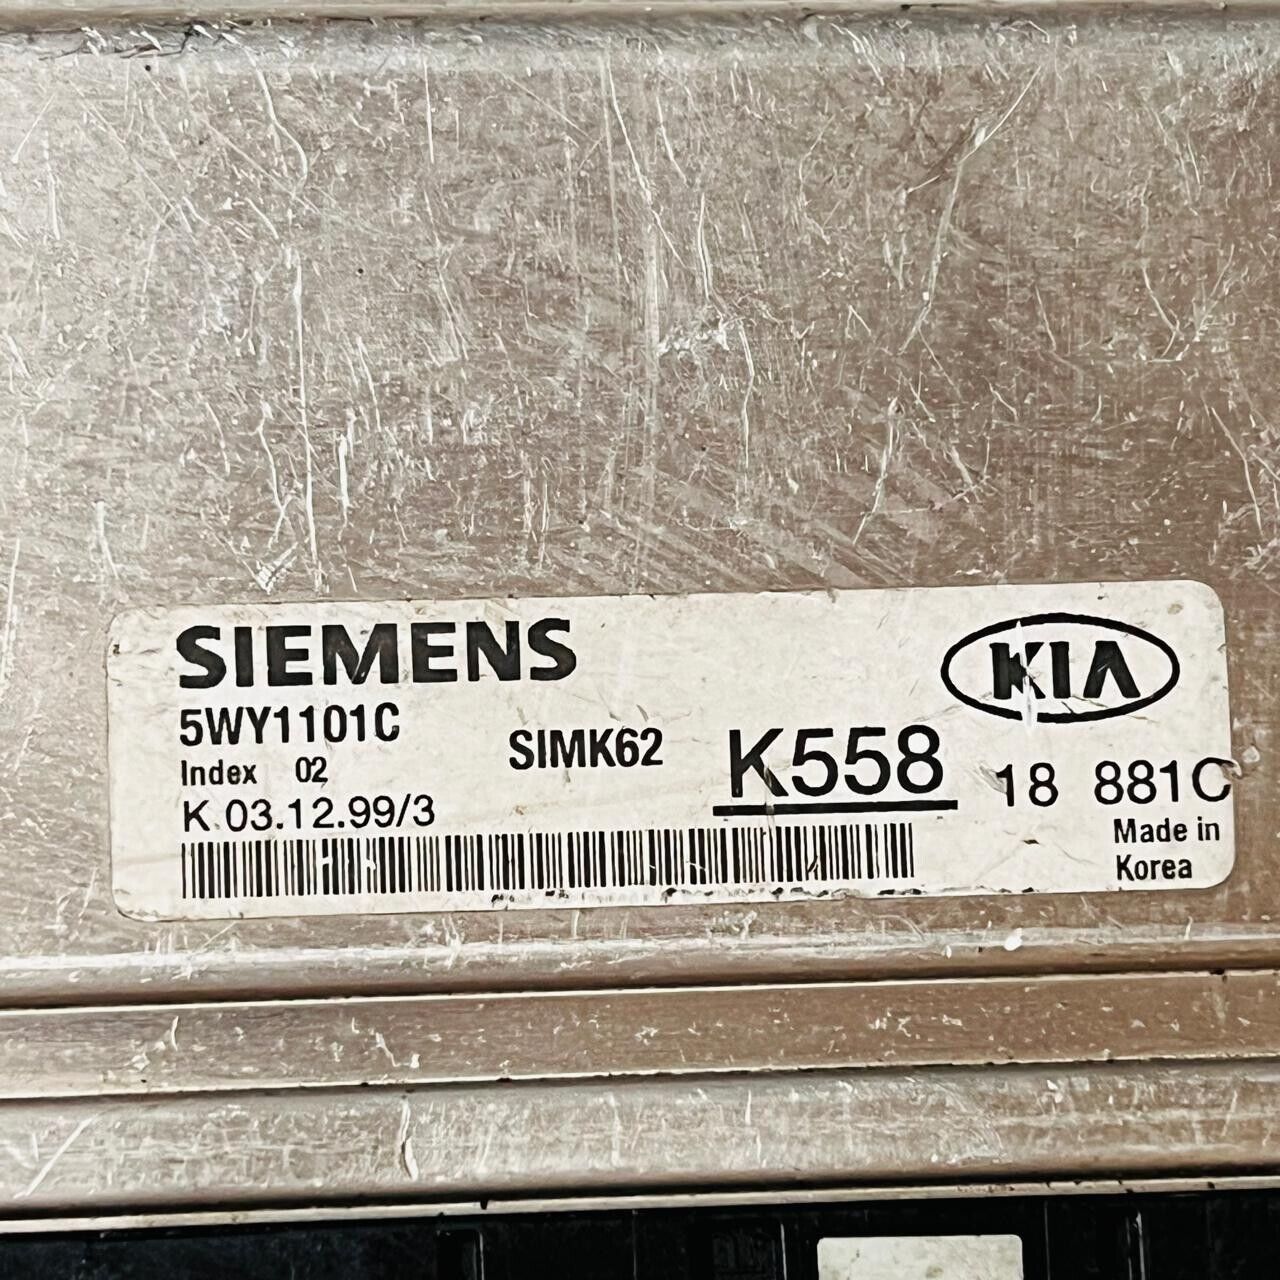 SIEMENS
KIA
5WY1101C
SIMK62
K558
18 881C
Index 02
K 03.12.99/3
Made in
Korea